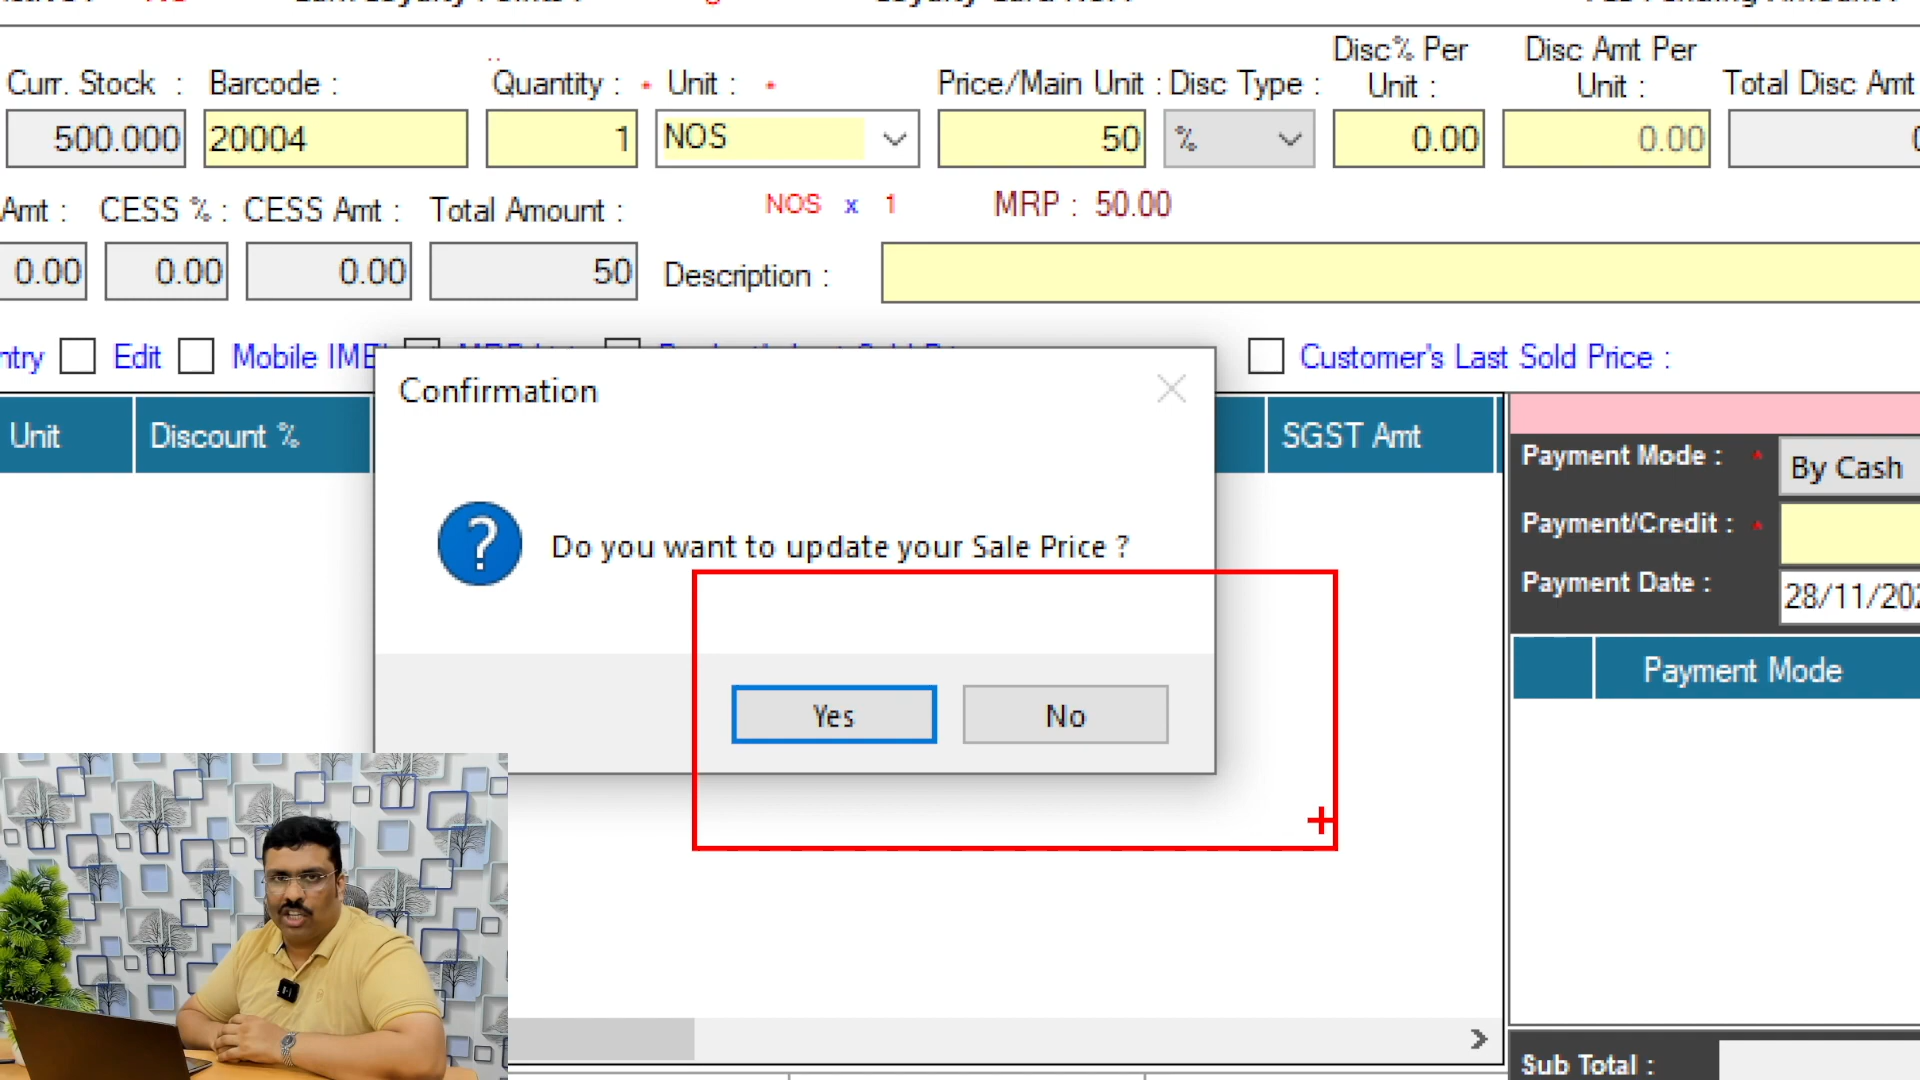 Disc% Per
Disc Amt Per
Curr. Stock :
Barcode :
Quantity : *
Unit : *
Price/Main Unit :
Disc Type :
Unit :
Unit :
Total Disc Amt
500.000
20004
1
NOS
50
%
0.00
0.00
Amt :
CESS % :
CESS Amt :
Total Amount :
NOS x 1
MRP : 50.00
0.00
0.00
0.00
50
Description :
ntry
Edit
Mobile IME
Customer's Last Sold Price :
Confirmation
Unit
Discount %
SGST Amt
Do you want to update your Sale Price ?
Yes
No
Payment Mode : *
By Cash
Payment/Credit : *
Payment Date :
28/11/202
Payment Mode
Sub Total :